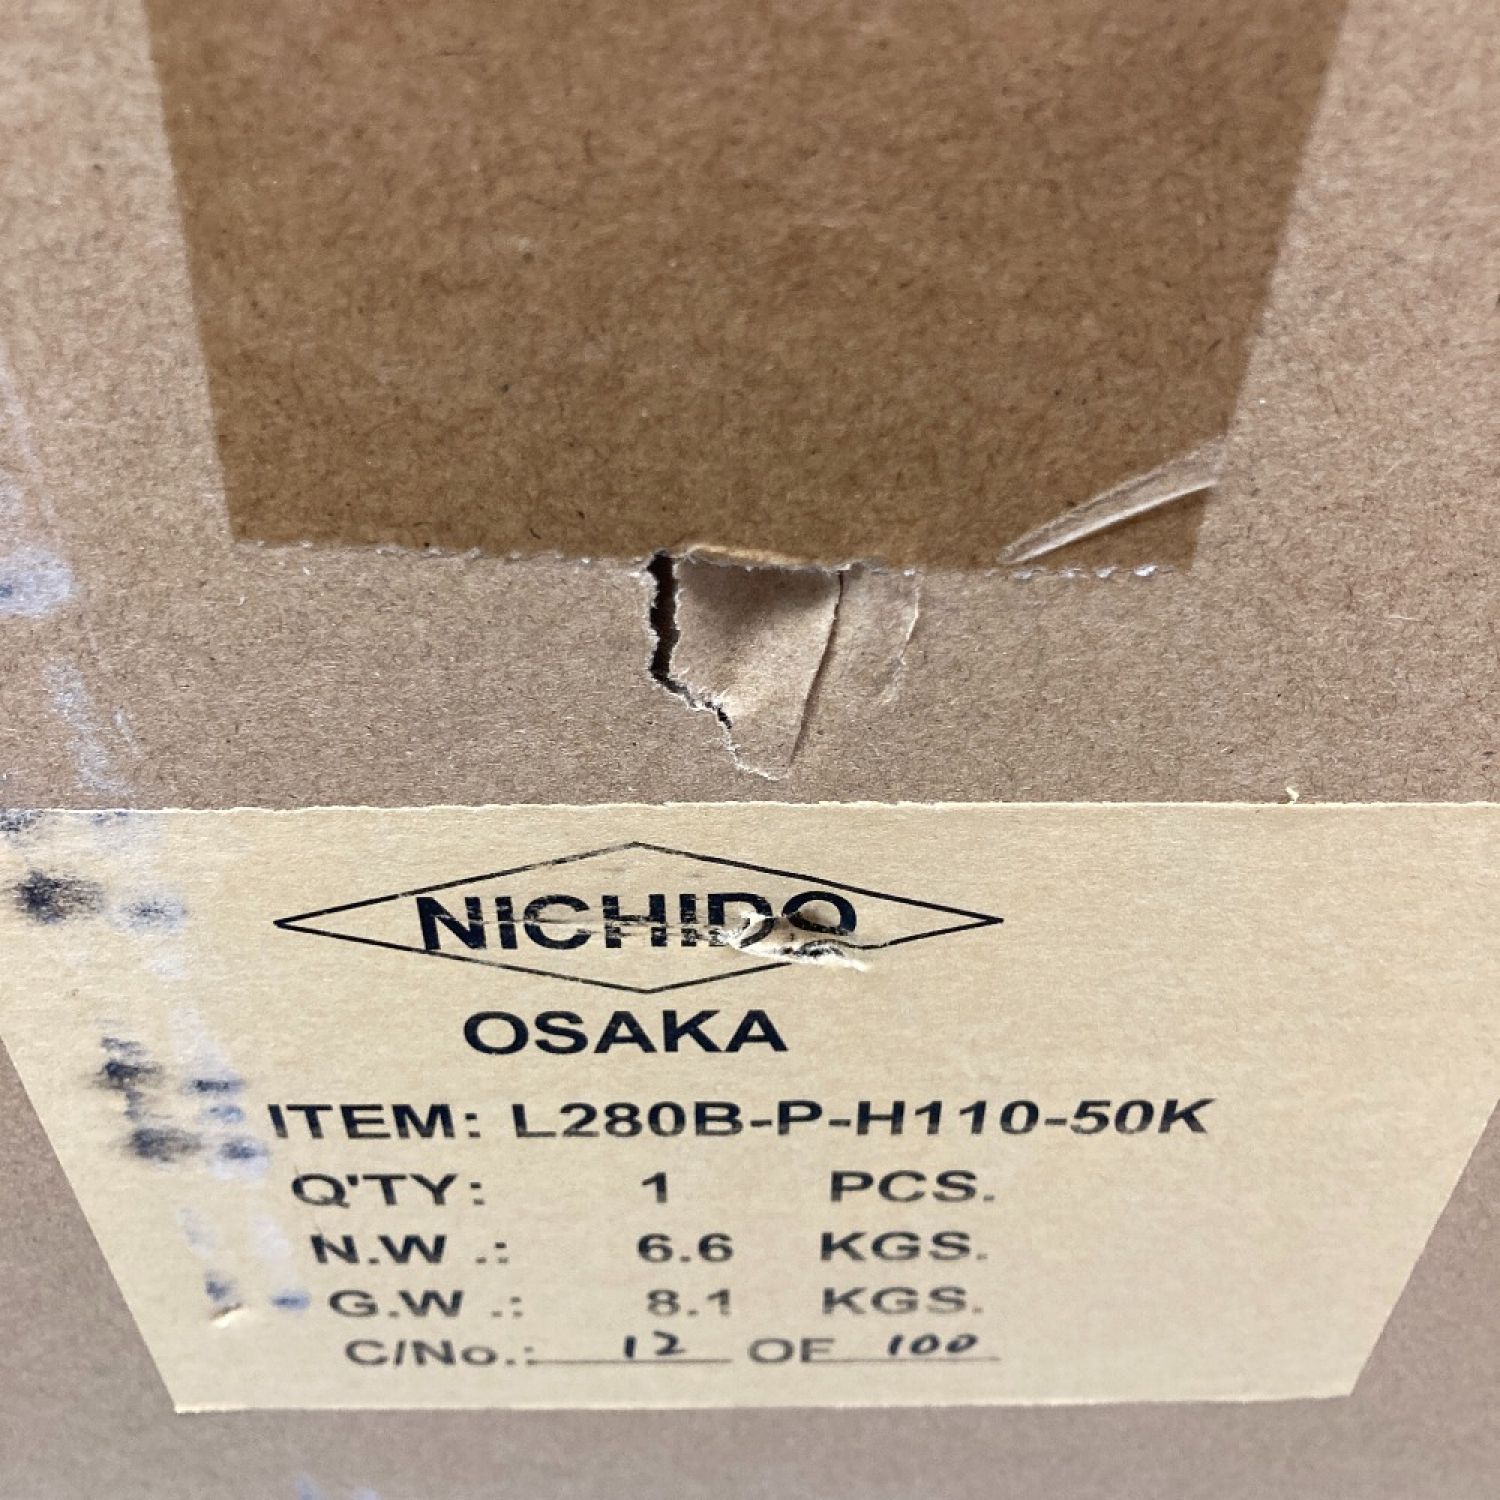 NICHIDO
OSAKA
ITEM: L280B-P-H110-50K
Q'TY: 1 PCS.
N.W .: 6.6 KGS.
G.W .: 8.1 KGS.
C/No.: 12 OF 100